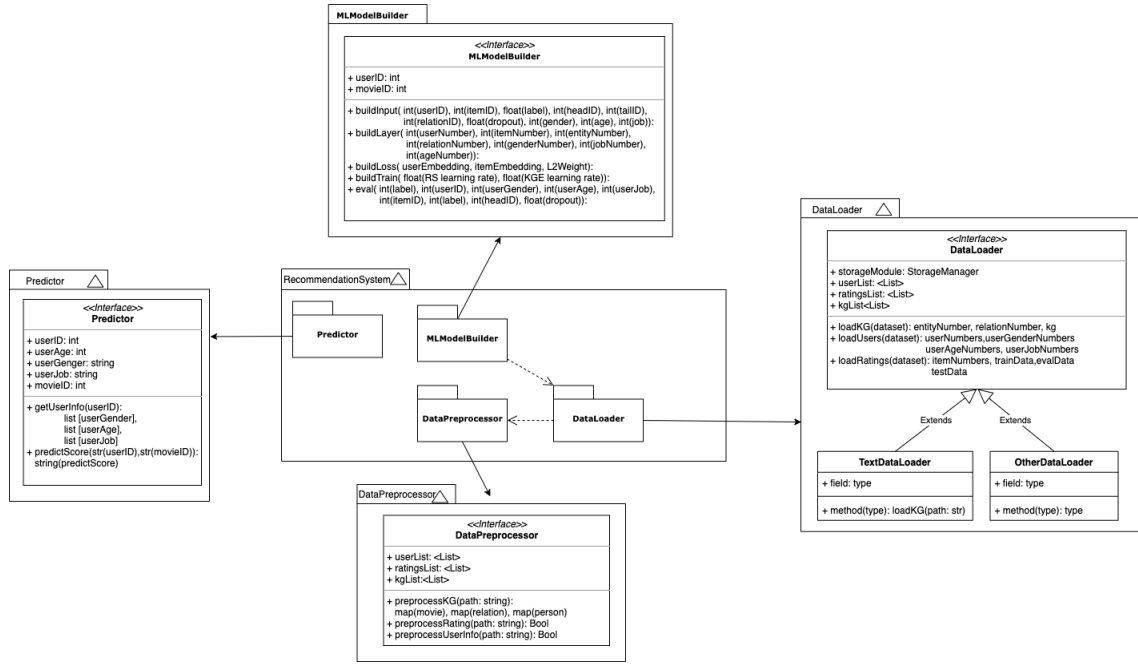 MLModelBuilder
<<Interface>>
MLModelBuilder
+ userID: int
+ movieID: int
+ buildInput( int(userID), int(itemID), float(label), int(headID), int(tailID),
int(relationID), float(dropout), int(gender), int(age), int(job)):
+ buildLayer( int(userNumber), int(itemNumber), int(entityNumber),
int(relationNumber), int(genderNumber), int(jobNumber),
int(ageNumber)):
+ buildLoss( userEmbedding, itemEmbedding, L2Weight):
+ buildTrain( float(RS learning rate), float(KGE learning rate)):
+ eval( int(label), int(userID), int(userGender), int(userAge), int(userJob),
int(itemID), int(label), int(headID), float(dropout)):
Predictor
<<Interface>>
Predictor
+ userID: int
+ userAge: int
+ userGenger: string
+ userJob: string
+ movieID: int
+ getUserInfo(userID):
list [userGender],
list [userAge],
list [userJob]
+ predictScore(str(userID),str(movieID)):
string(predictScore)
RecommendationSystem
Predictor
MLModelBuilder
DataPreprocessor
DataLoader
DataLoader
<<Interface>>
DataLoader
+ storageModule: StorageManager
+ userList: <List>
+ ratingsList: <List>
+ kgList<List>
+ loadKG(dataset): entityNumber, relationNumber, kg
+ loadUsers(dataset): userNumbers,userGenderNumbers
userAgeNumbers, userJobNumbers
+ loadRatings(dataset): itemNumbers, trainData,evalData
testData
Extends
Extends
TextDataLoader
+ field: type
+ method(type): loadKG(path: str)
OtherDataLoader
+ field: type
+ method(type): type
DataPreprocessor
<<Interface>>
DataPreprocessor
+ userList: <List>
+ ratingsList: <List>
+ kgList:<List>
+ preprocessKG(path: string):
map(movie), map(relation), map(person)
+ preprocessRating(path: string): Bool
+ preprocessUserInfo(path: string): Bool